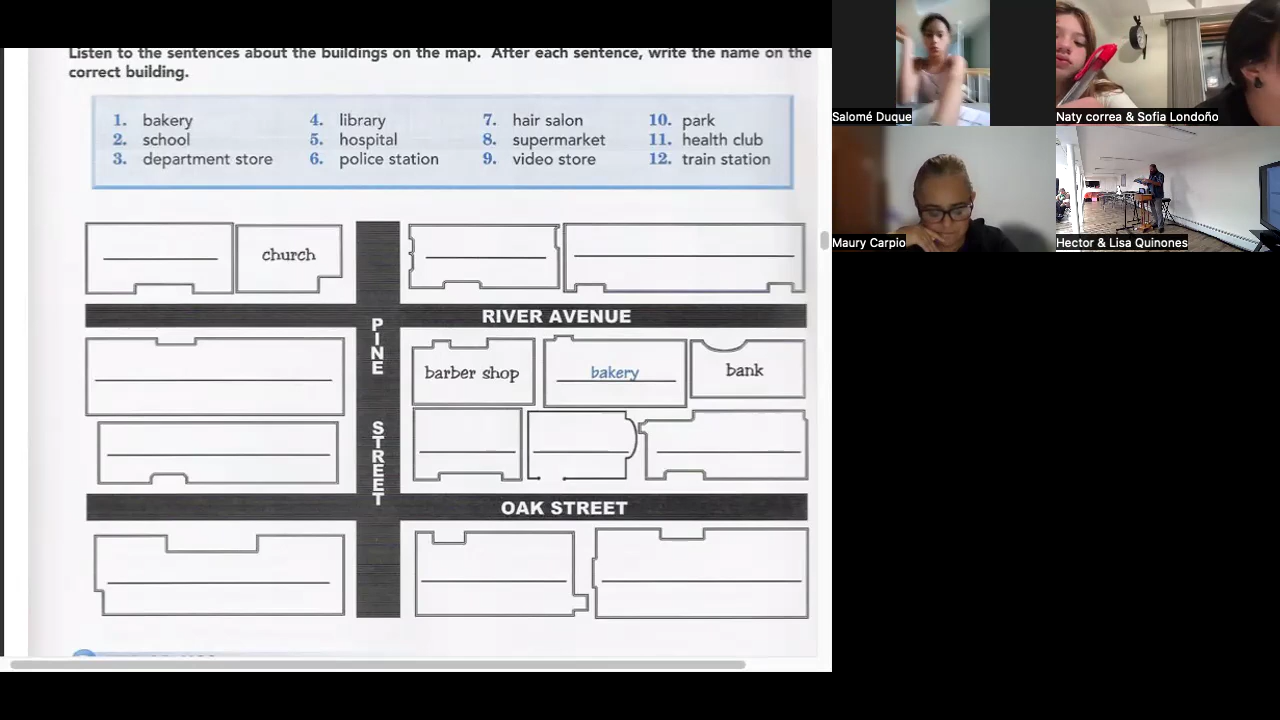 Listen to the sentences about the buildings on the map. After each sentence, write the name on the
correct building.
1. bakery 4. library 7. hair salon 10. park
2. school 5. hospital 8. supermarket 11. health club
3. department store 6. police station 9. video store 12. train station
church
RIVER AVENUE
PINE STREET
barber shop
bakery
bank
OAK STREET
Salomé Duque
Naty correa & Sofia Londoño
Maury Carpio
Hector & Lisa Quinones